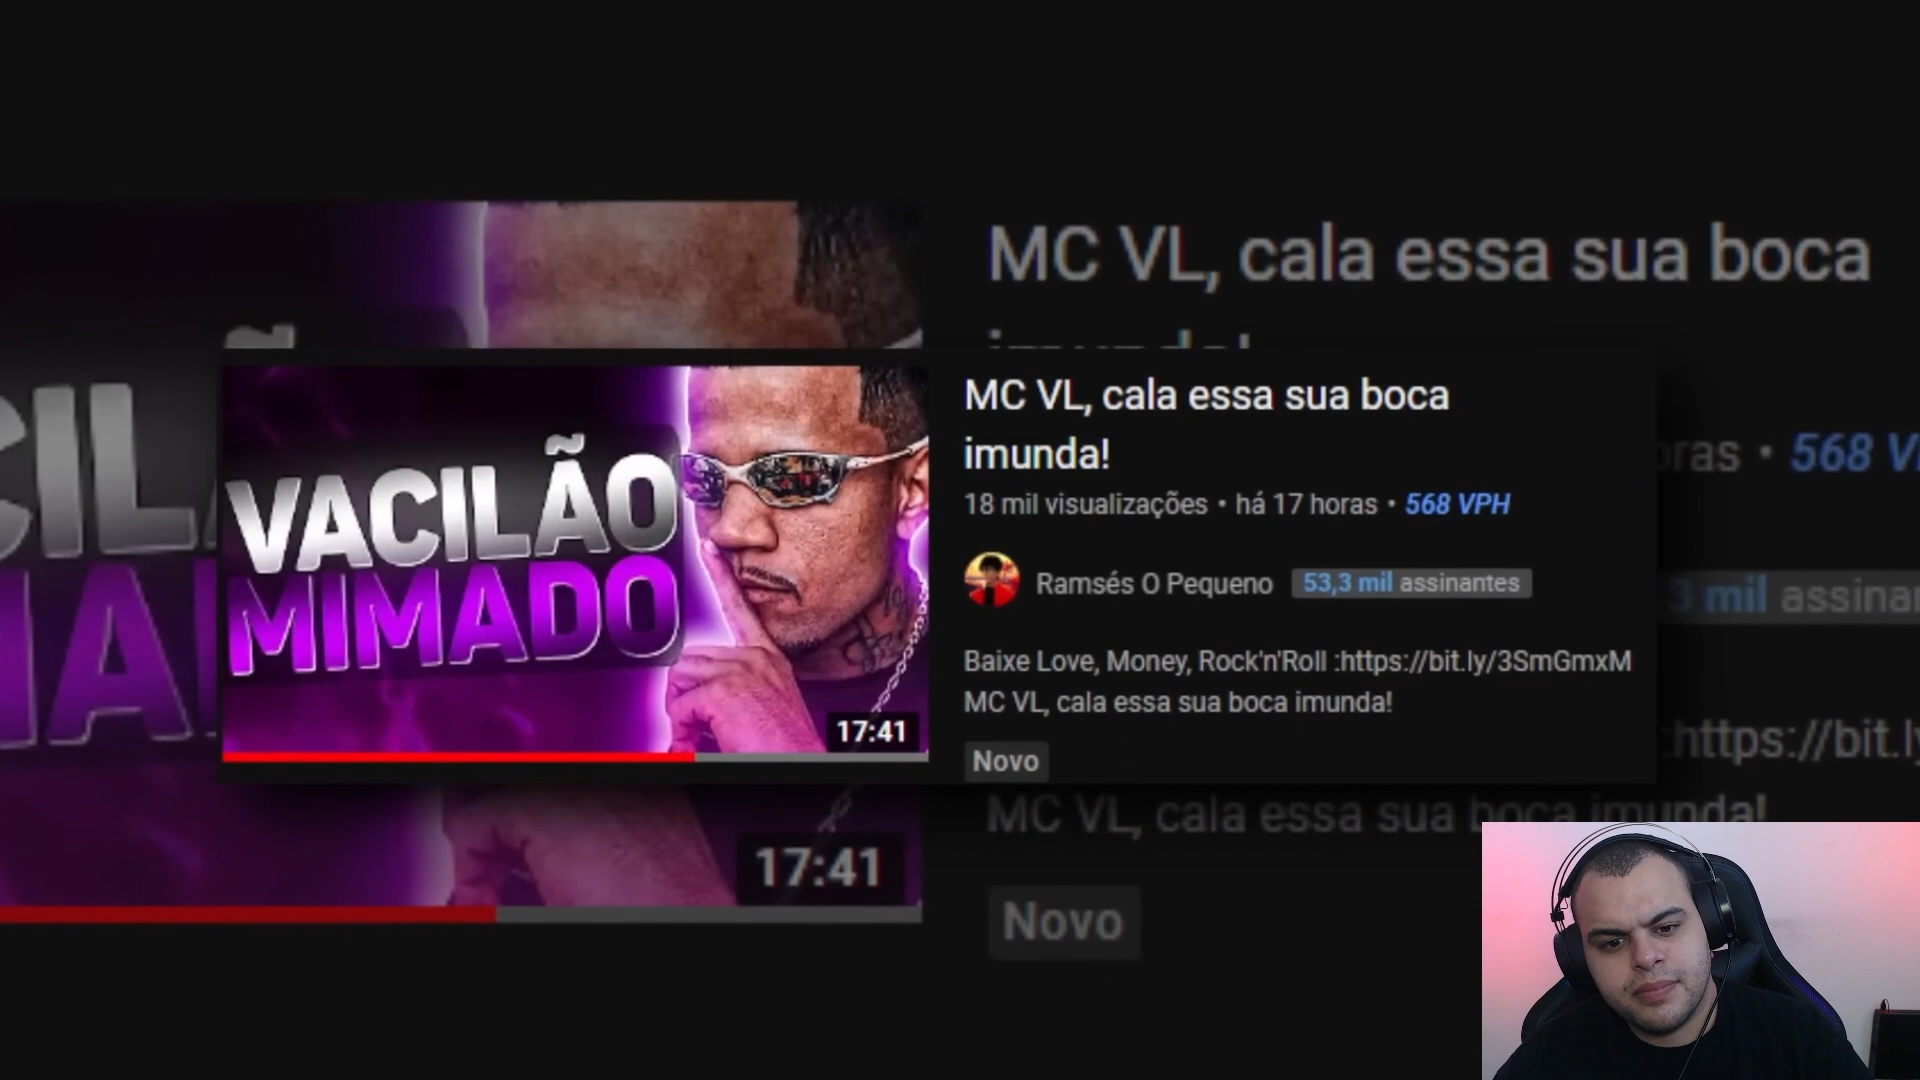 MC VL, cala essa sua boca
VACILÃO
MIMADO
17:41
MC VL, cala essa sua boca
imunda!
18 mil visualizações • há 17 horas • 568 VPH
Ramsés O Pequeno 53,3 mil assinantes
Baixe Love, Money, Rock'n'Roll :https://bit.ly/3SmGmxM
MC VL, cala essa sua boca imunda!
Novo
MC VL, cala essa sua boca imunda!
17:41
Novo